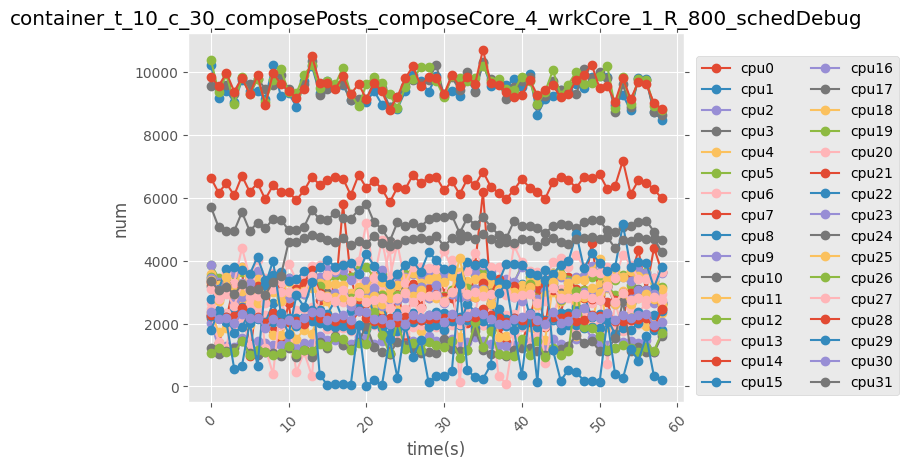 container_t_10_c_30_composePosts_composeCore_4_wrkCore_1_R_800_schedDebug
num
10000
8000
6000
4000
2000
0
0
10
20
30
40
50
60
time(s)
cpu0
cpu1
cpu2
cpu3
cpu4
cpu5
cpu6
cpu7
cpu8
cpu9
cpu10
cpu11
cpu12
cpu13
cpu14
cpu15
cpu16
cpu17
cpu18
cpu19
cpu20
cpu21
cpu22
cpu23
cpu24
cpu25
cpu26
cpu27
cpu28
cpu29
cpu30
cpu31